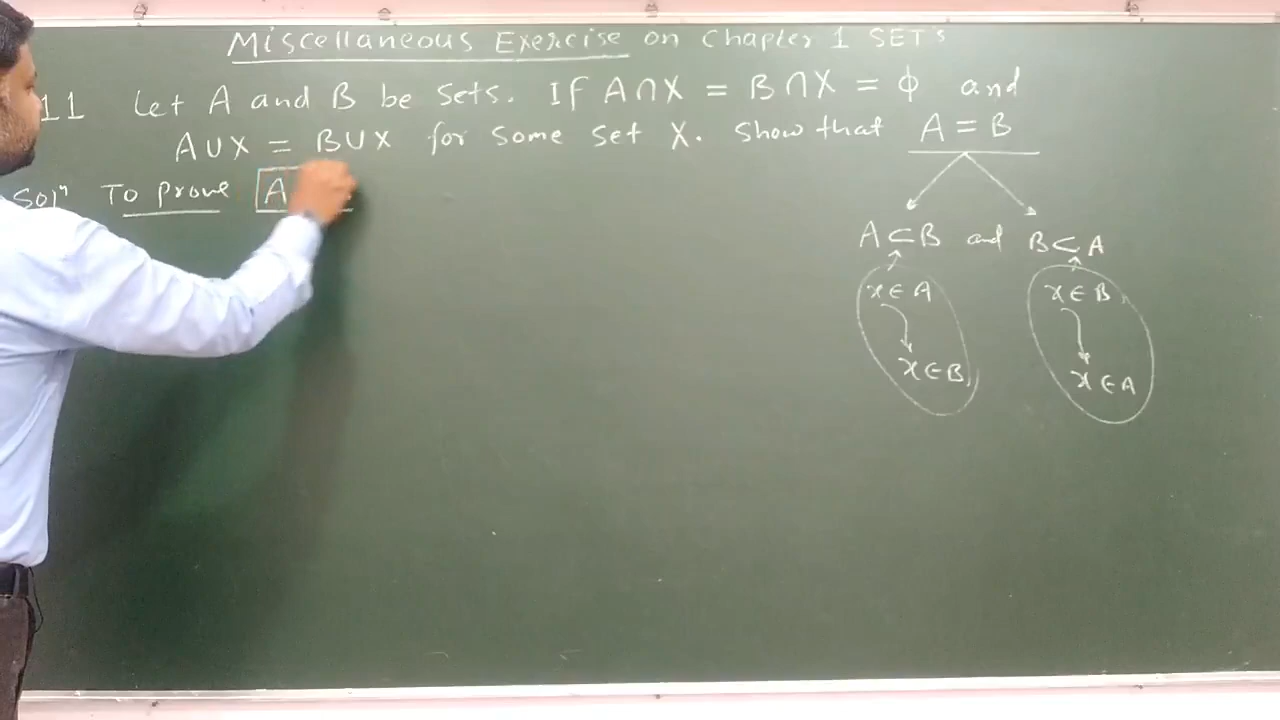 Miscellaneous Exercise on Chapter 1 SET's
11 Let A and B be sets. If A∩X = B∩X = ϕ and
A∪X = B∪X for some set X. Show that A = B
Solⁿ To prove A
A⊂B and B⊂A
x∈A x∈B,
x∈B, x∈A